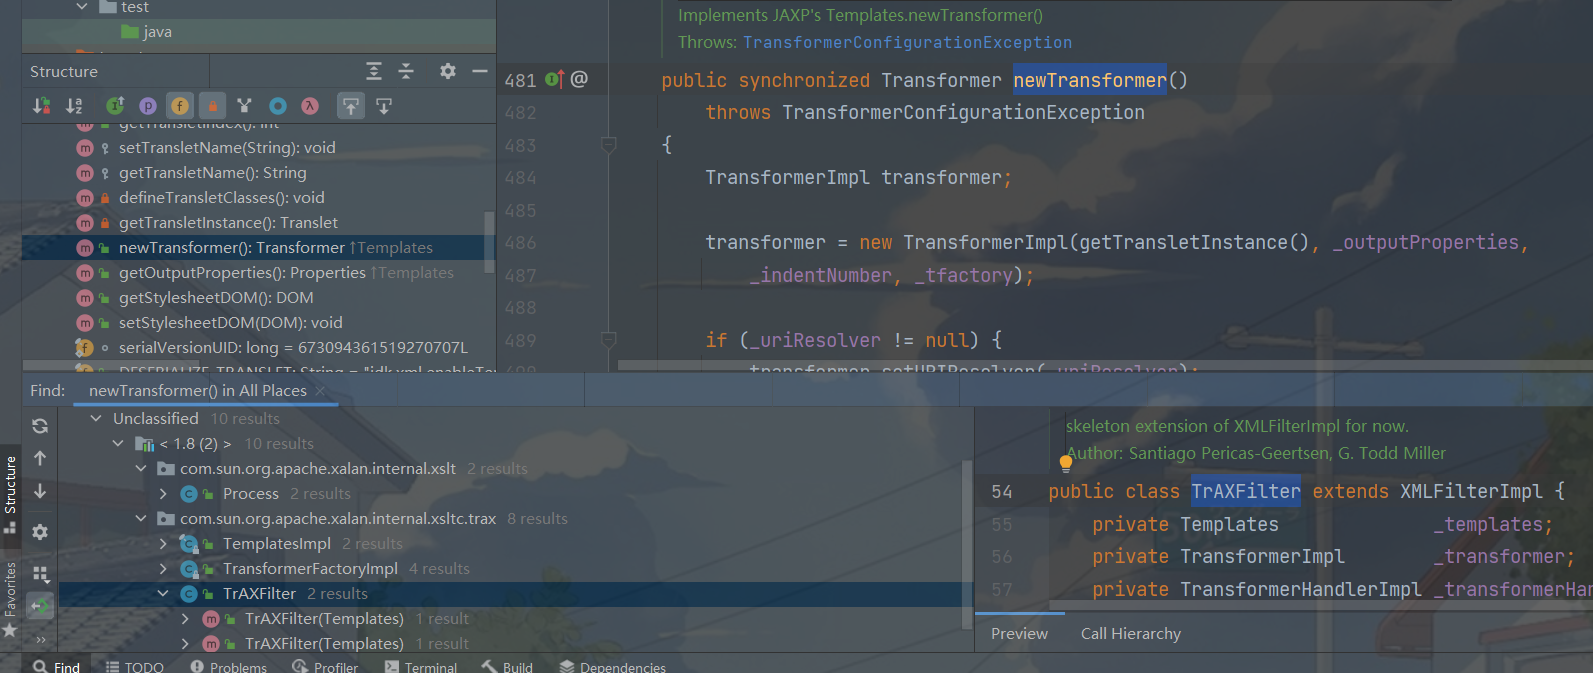 test
java
Structure
getTransletIndex(): int
setTransletName(String): void
getTransletName(): String
defineTransletClasses(): void
getTransletInstance(): Translet
newTransformer(): Transformer ↑Templates
getOutputProperties(): Properties ↑Templates
getStylesheetDOM(): DOM
setStylesheetDOM(DOM): void
serialVersionUID: long = 673094361519270707L
DESERIALIZE_TRANSLET: String = "jdk.xml.enableTe
Implements JAXP's Templates.newTransformer()
Throws: TransformerConfigurationException
481 public synchronized Transformer newTransformer()
482 throws TransformerConfigurationException
483 {
484 TransformerImpl transformer;
485
486 transformer = new TransformerImpl(getTransletInstance(), _outputProperties,
487 _indentNumber, _tfactory);
488
489 if (_uriResolver != null) {
490 transformer.setURIResolver(_uriResolver);
Find: newTransformer() in All Places ×
Unclassified 10 results
< 1.8 (2) > 10 results
com.sun.org.apache.xalan.internal.xslt 2 results
Process 2 results
com.sun.org.apache.xalan.internal.xsltc.trax 8 results
TemplatesImpl 2 results
TransformerFactoryImpl 4 results
TrAXFilter 2 results
TrAXFilter(Templates) 1 result
TrAXFilter(Templates) 1 result
skeleton extension of XMLFilterImpl for now.
Author: Santiago Pericas-Geertsen, G. Todd Miller
54 public class TrAXFilter extends XMLFilterImpl {
55 private Templates _templates;
56 private TransformerImpl _transformer;
57 private TransformerHandlerImpl _transformerHan
Preview Call Hierarchy
Structure
Favorites
Find TODO Problems Profiler Terminal Build Dependencies